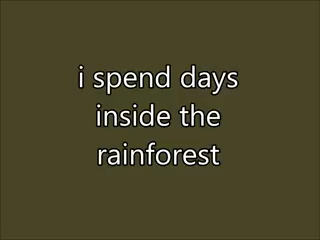 i spend days
inside the
rainforest